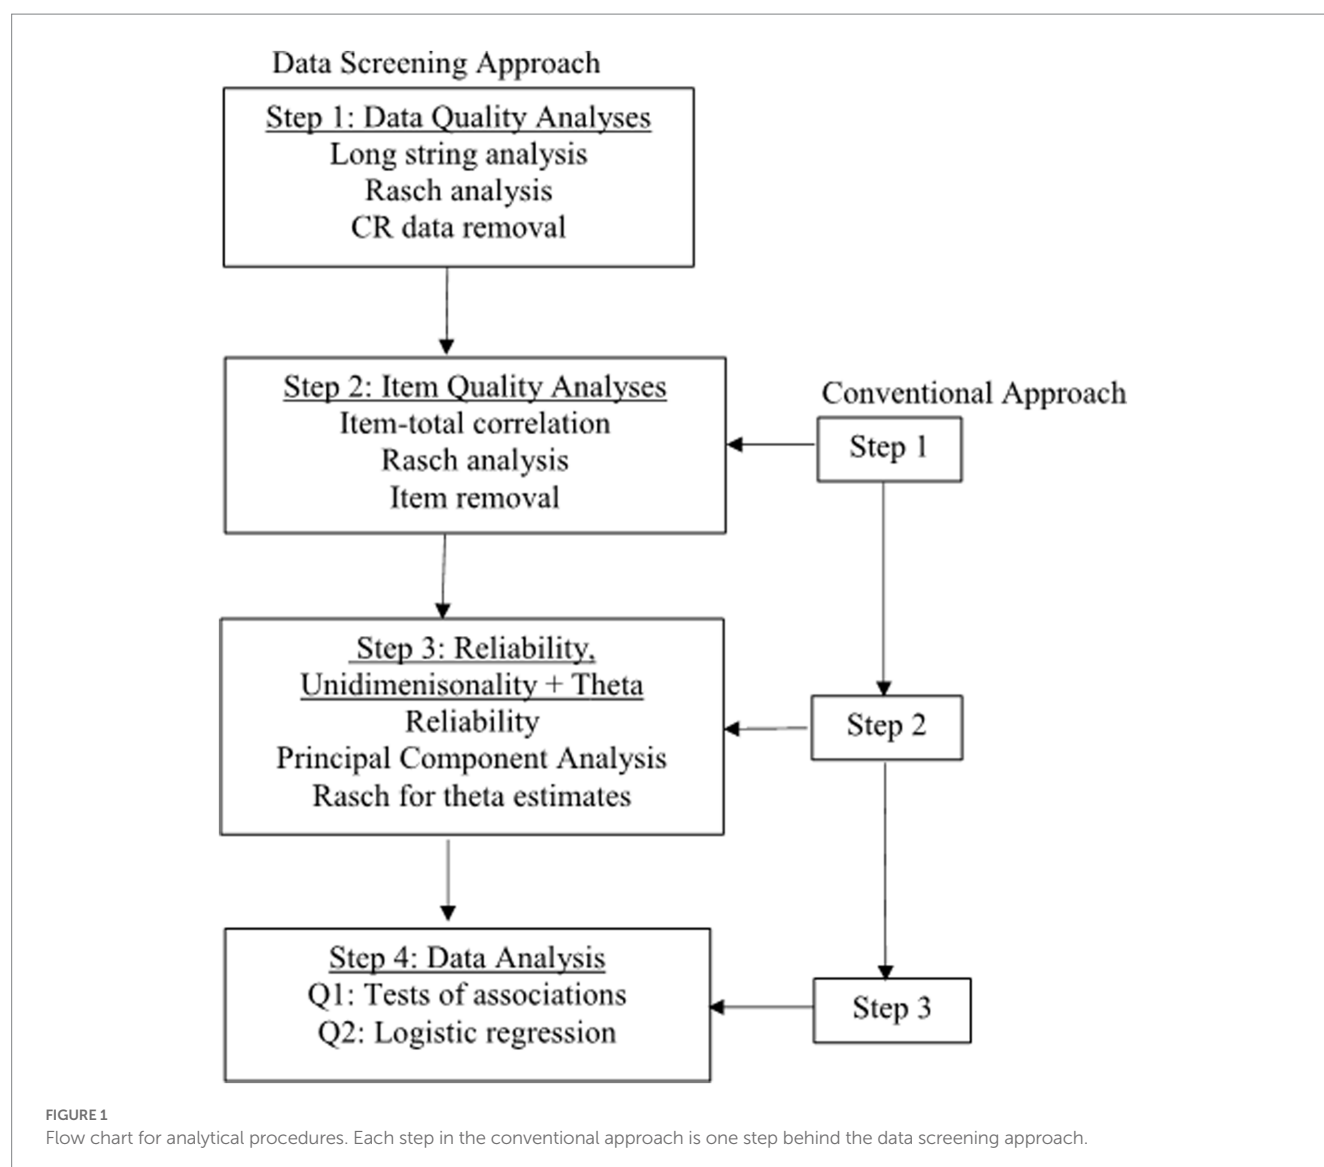 Data Screening Approach
Step 1: Data Quality Analyses
Long string analysis
Rasch analysis
CR data removal
Step 2: Item Quality Analyses
Item-total correlation
Rasch analysis
Item removal
Conventional Approach
Step 1
Step 3: Reliability,
Unidimenisonality + Theta
Reliability
Principal Component Analysis
Rasch for theta estimates
Step 2
Step 4: Data Analysis
Q1: Tests of associations
Q2: Logistic regression
Step 3
FIGURE 1
Flow chart for analytical procedures. Each step in the conventional approach is one step behind the data screening approach.